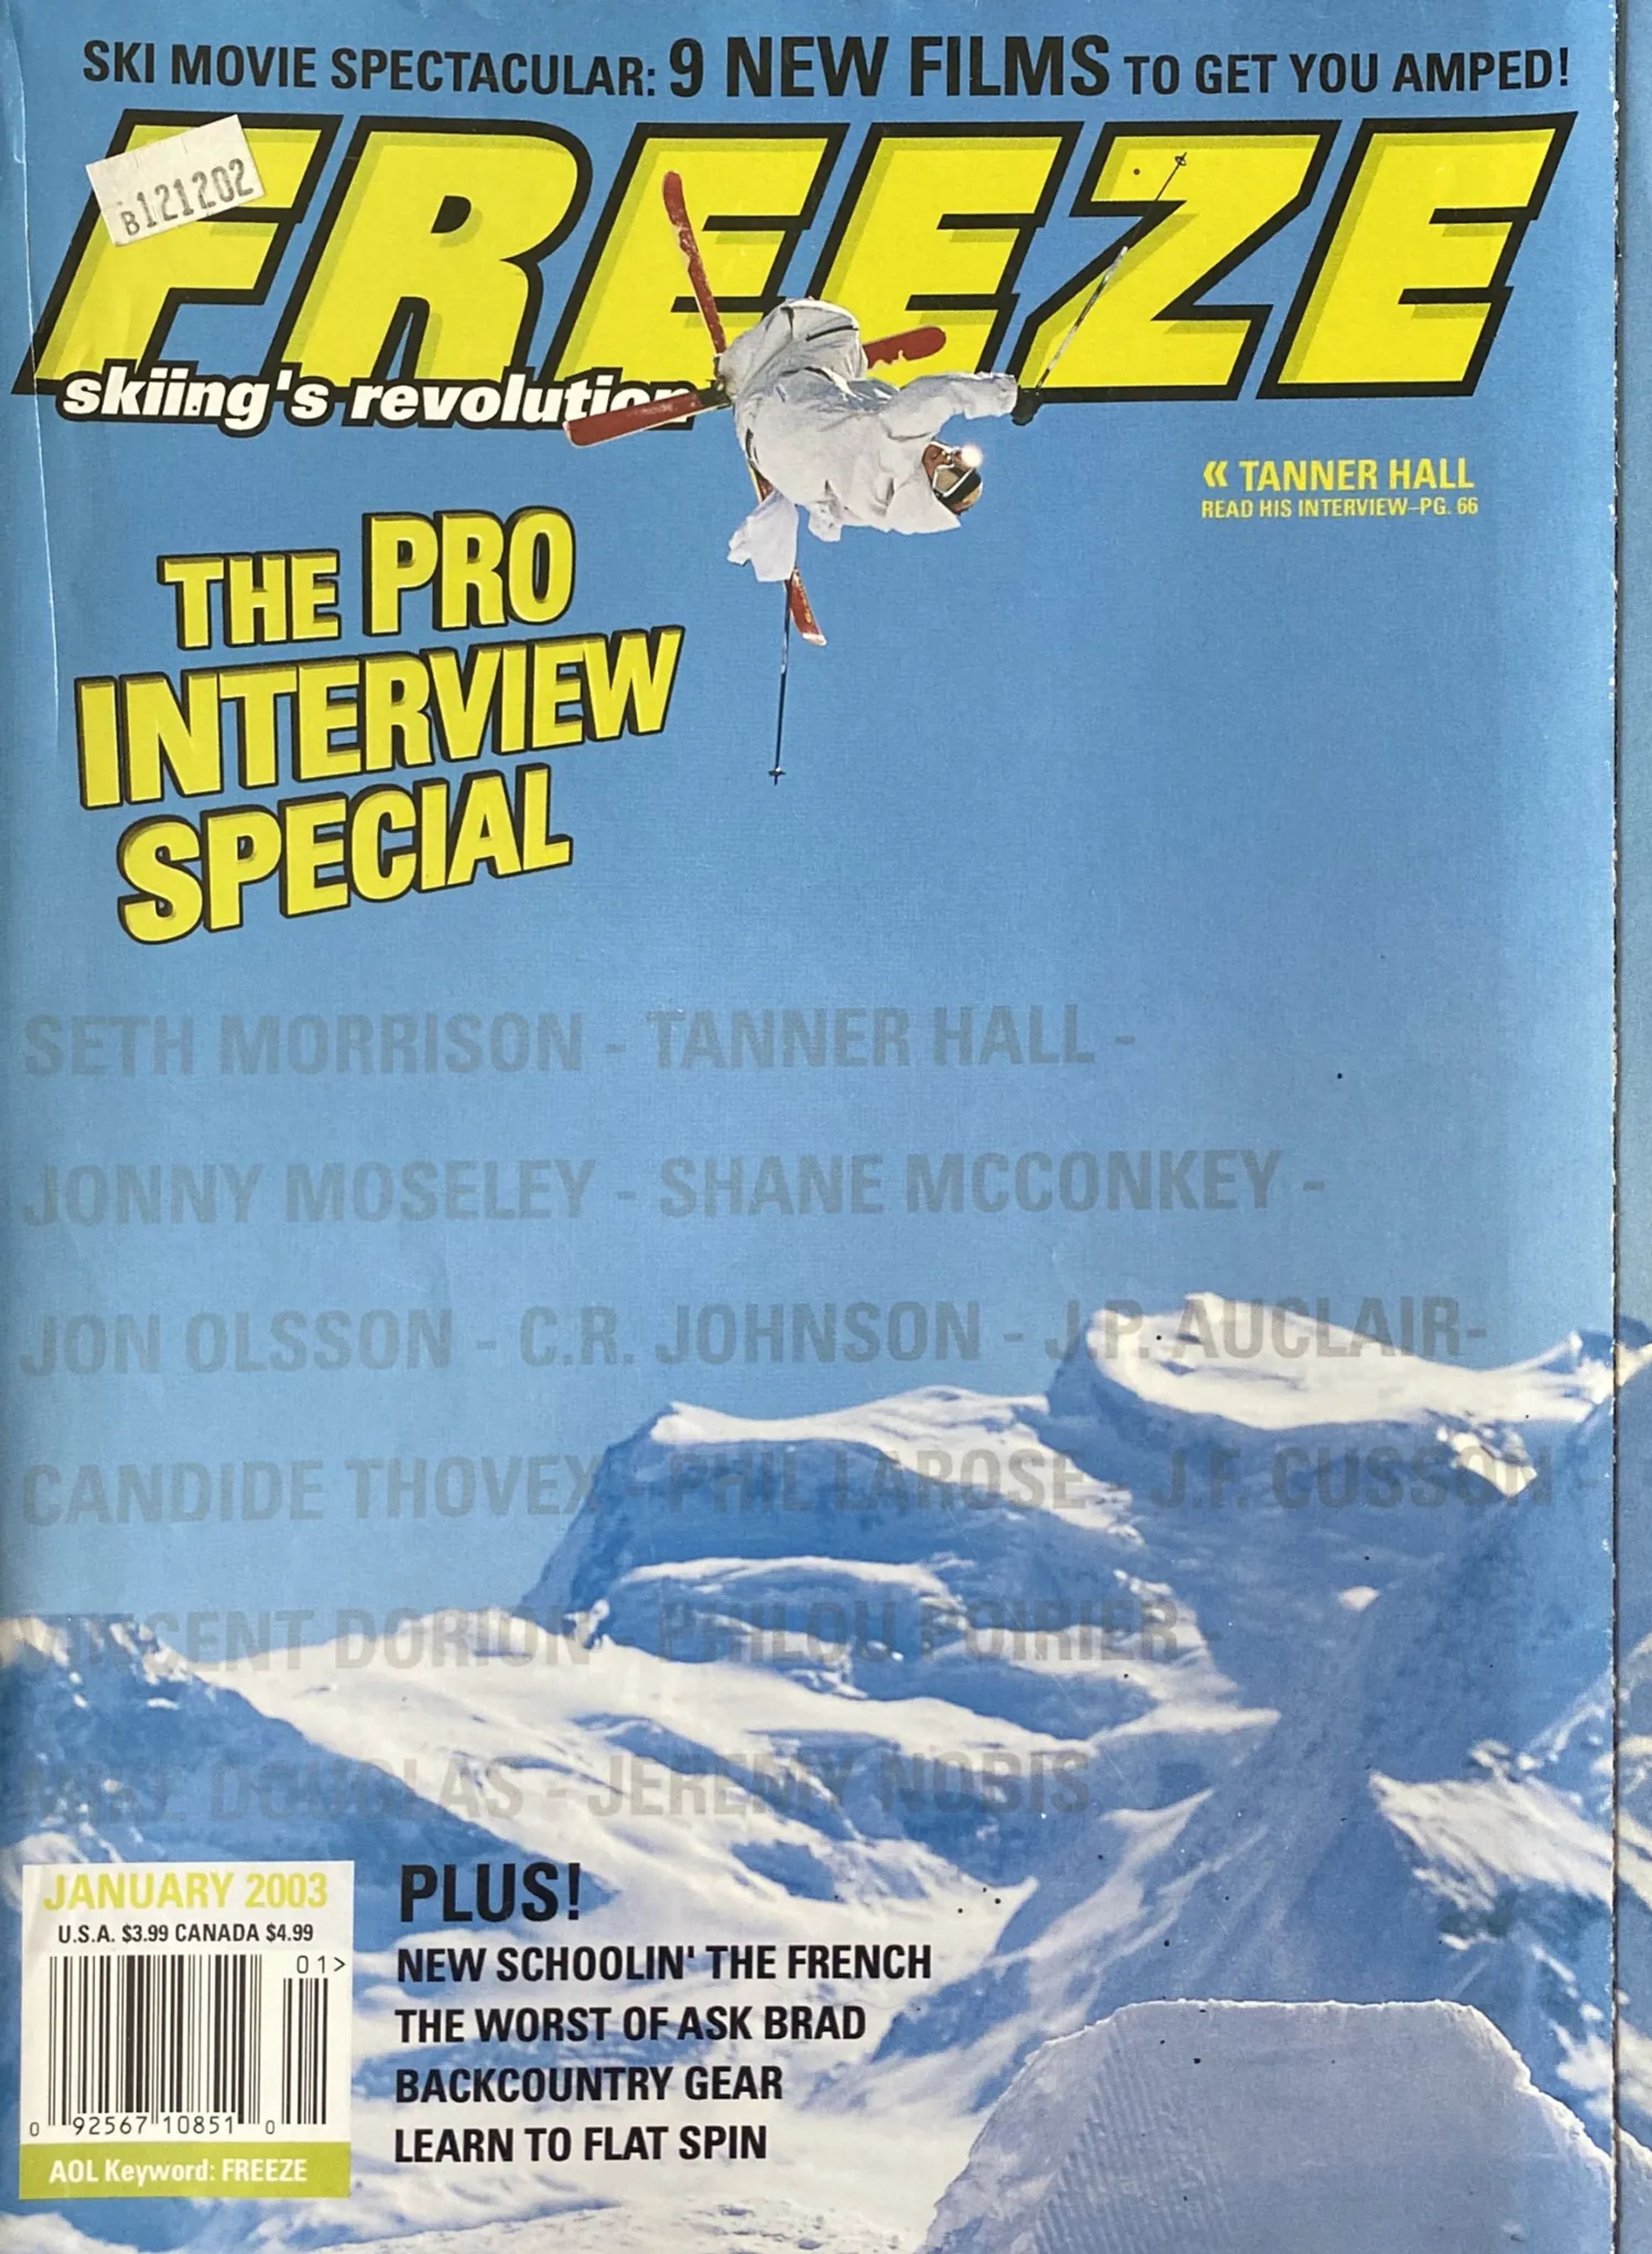 SKI MOVIE SPECTACULAR: 9 NEW FILMS TO GET YOU AMPED!
FREEZE
B121202
skiing's revolution
« TANNER HALL
READ HIS INTERVIEW–PG. 66
THE PRO
INTERVIEW
SPECIAL
SETH MORRISON - TANNER HALL -
JONNY MOSELEY - SHANE MCCONKEY -
JON OLSSON - C.R. JOHNSON - J.P. AUCLAIR-
CANDIDE THOVEX - PHIL LAROSE - J.F. CUSSON -
VINCENT DORION - PHILOU POIRIER
DOUGLAS - JEREMY NOBIS
JANUARY 2003
U.S.A. $3.99 CANADA $4.99
01>
0 92567 10851 0
AOL Keyword: FREEZE
PLUS!
NEW SCHOOLIN' THE FRENCH
THE WORST OF ASK BRAD
BACKCOUNTRY GEAR
LEARN TO FLAT SPIN